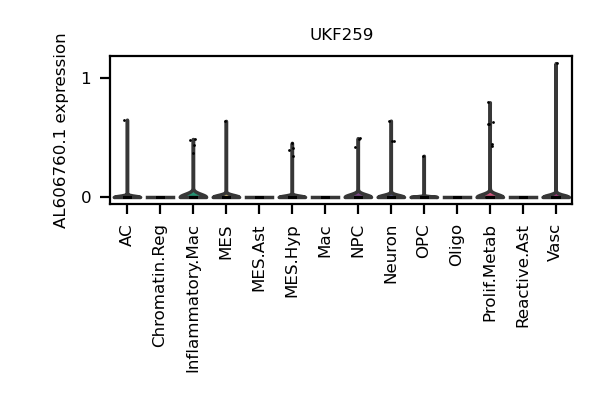 UKF259
AL606760.1 expression
1
0
AC
Chromatin.Reg
Inflammatory.Mac
MES
MES.Ast
MES.Hyp
Mac
NPC
Neuron
OPC
Oligo
Prolif.Metab
Reactive.Ast
Vasc